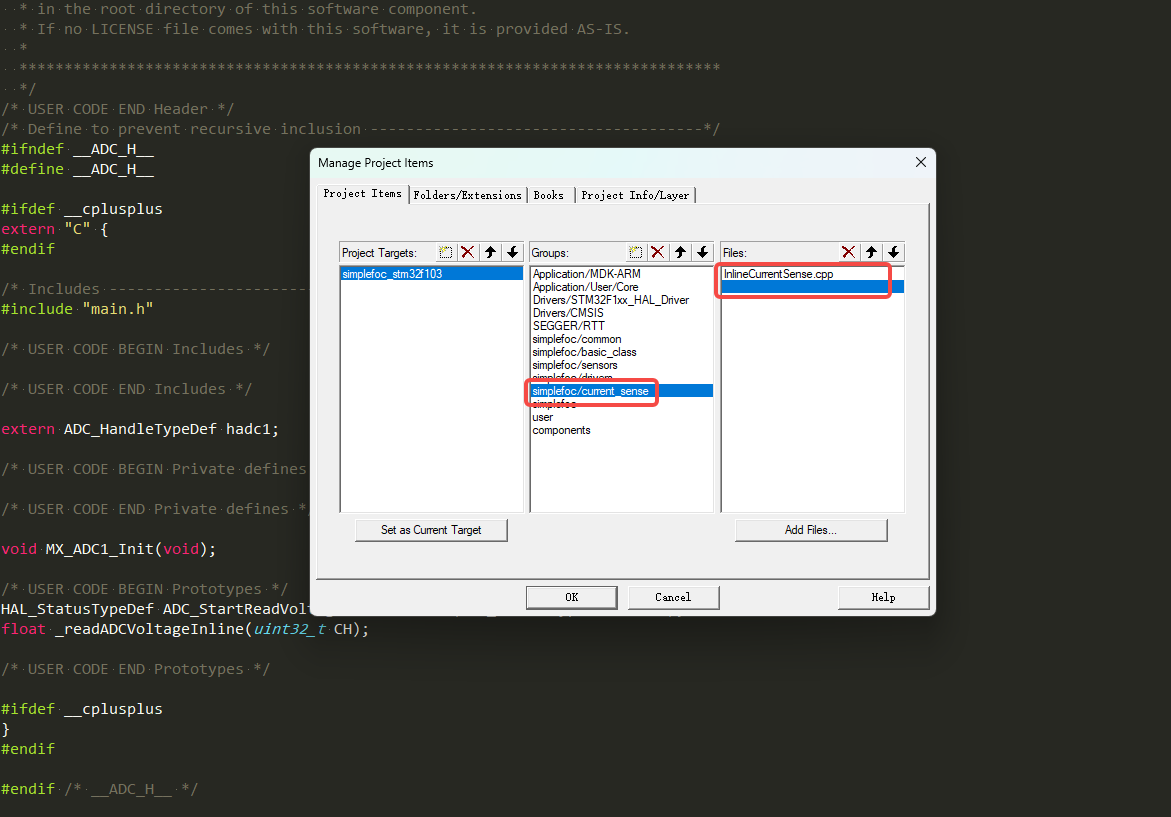 * in the root directory of this software component.
* If no LICENSE file comes with this software, it is provided AS-IS.
*
******************************************************************************
*/
/* USER CODE END Header */
/* Define to prevent recursive inclusion -------------------------------------*/
#ifndef __ADC_H__
#define __ADC_H__
#ifdef __cplusplus
extern "C" {
#endif
/* Includes -----------------------
#include "main.h"
/* USER CODE BEGIN Includes */
/* USER CODE END Includes */
extern ADC_HandleTypeDef hadc1;
/* USER CODE BEGIN Private defines
/* USER CODE END Private defines *
void MX_ADC1_Init(void);
/* USER CODE BEGIN Prototypes */
HAL_StatusTypeDef ADC_StartReadVol
float _readADCVoltageInline(uint32_t CH);
/* USER CODE END Prototypes */
#ifdef __cplusplus
}
#endif
#endif /* __ADC_H__ */
Manage Project Items
Project Items Folders/Extensions Books Project Info/Layer
Project Targets:
simplefoc_stm32f103
Set as Current Target
Groups:
Application/MDK-ARM
Application/User/Core
Drivers/STM32F1xx_HAL_Driver
Drivers/CMSIS
SEGGER/RTT
simplefoc/common
simplefoc/basic_class
simplefoc/sensors
simplefoc/drivers
simplefoc/current_sense
simplefoc
user
components
Files:
InlineCurrentSense.cpp
Add Files...
OK Cancel Help